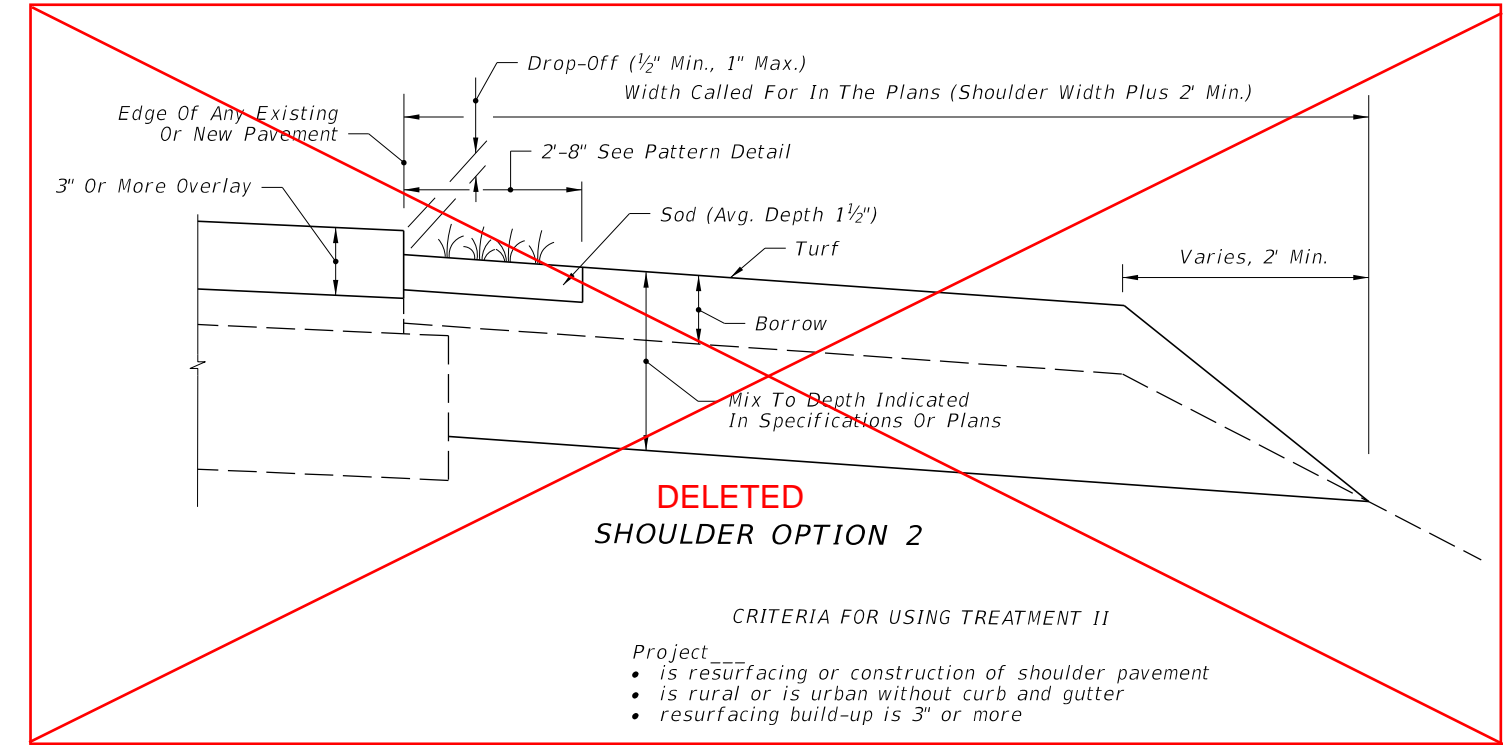 Drop-Off (½" Min., 1" Max.)
Width Called For In The Plans (Shoulder Width Plus 2' Min.)
Edge Of Any Existing
Or New Pavement
2'-8" See Pattern Detail
3" Or More Overlay
Sod (Avg. Depth 1½")
Turf
Varies, 2' Min.
Borrow
Mix To Depth Indicated
In Specifications Or Plans
DELETED
SHOULDER OPTION 2
CRITERIA FOR USING TREATMENT II
Project___
• is resurfacing or construction of shoulder pavement
• is rural or is urban without curb and gutter
• resurfacing build-up is 3" or more